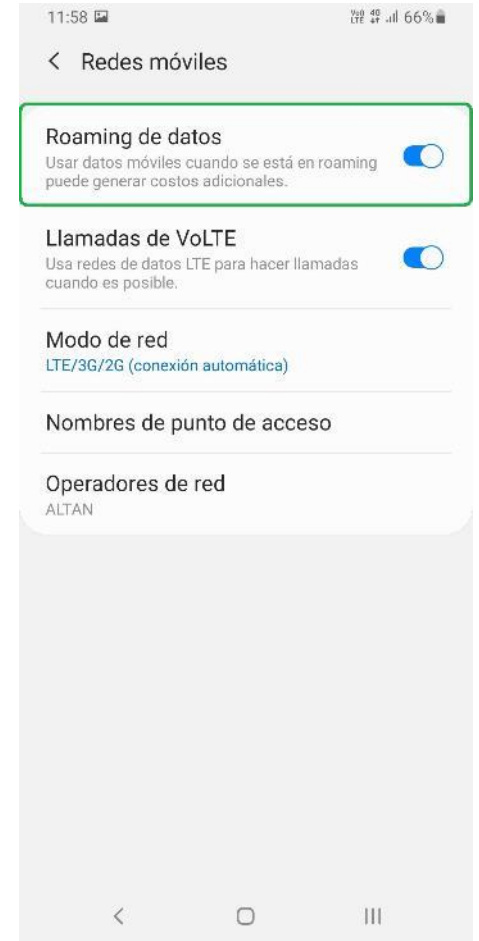 11:58 66%
Redes móviles
Roaming de datos
Usar datos móviles cuando se está en roaming
puede generar costos adicionales.
Llamadas de VoLTE
Usa redes de datos LTE para hacer llamadas
cuando es posible.
Modo de red
LTE/3G/2G (conexión automática)
Nombres de punto de acceso
Operadores de red
ALTAN